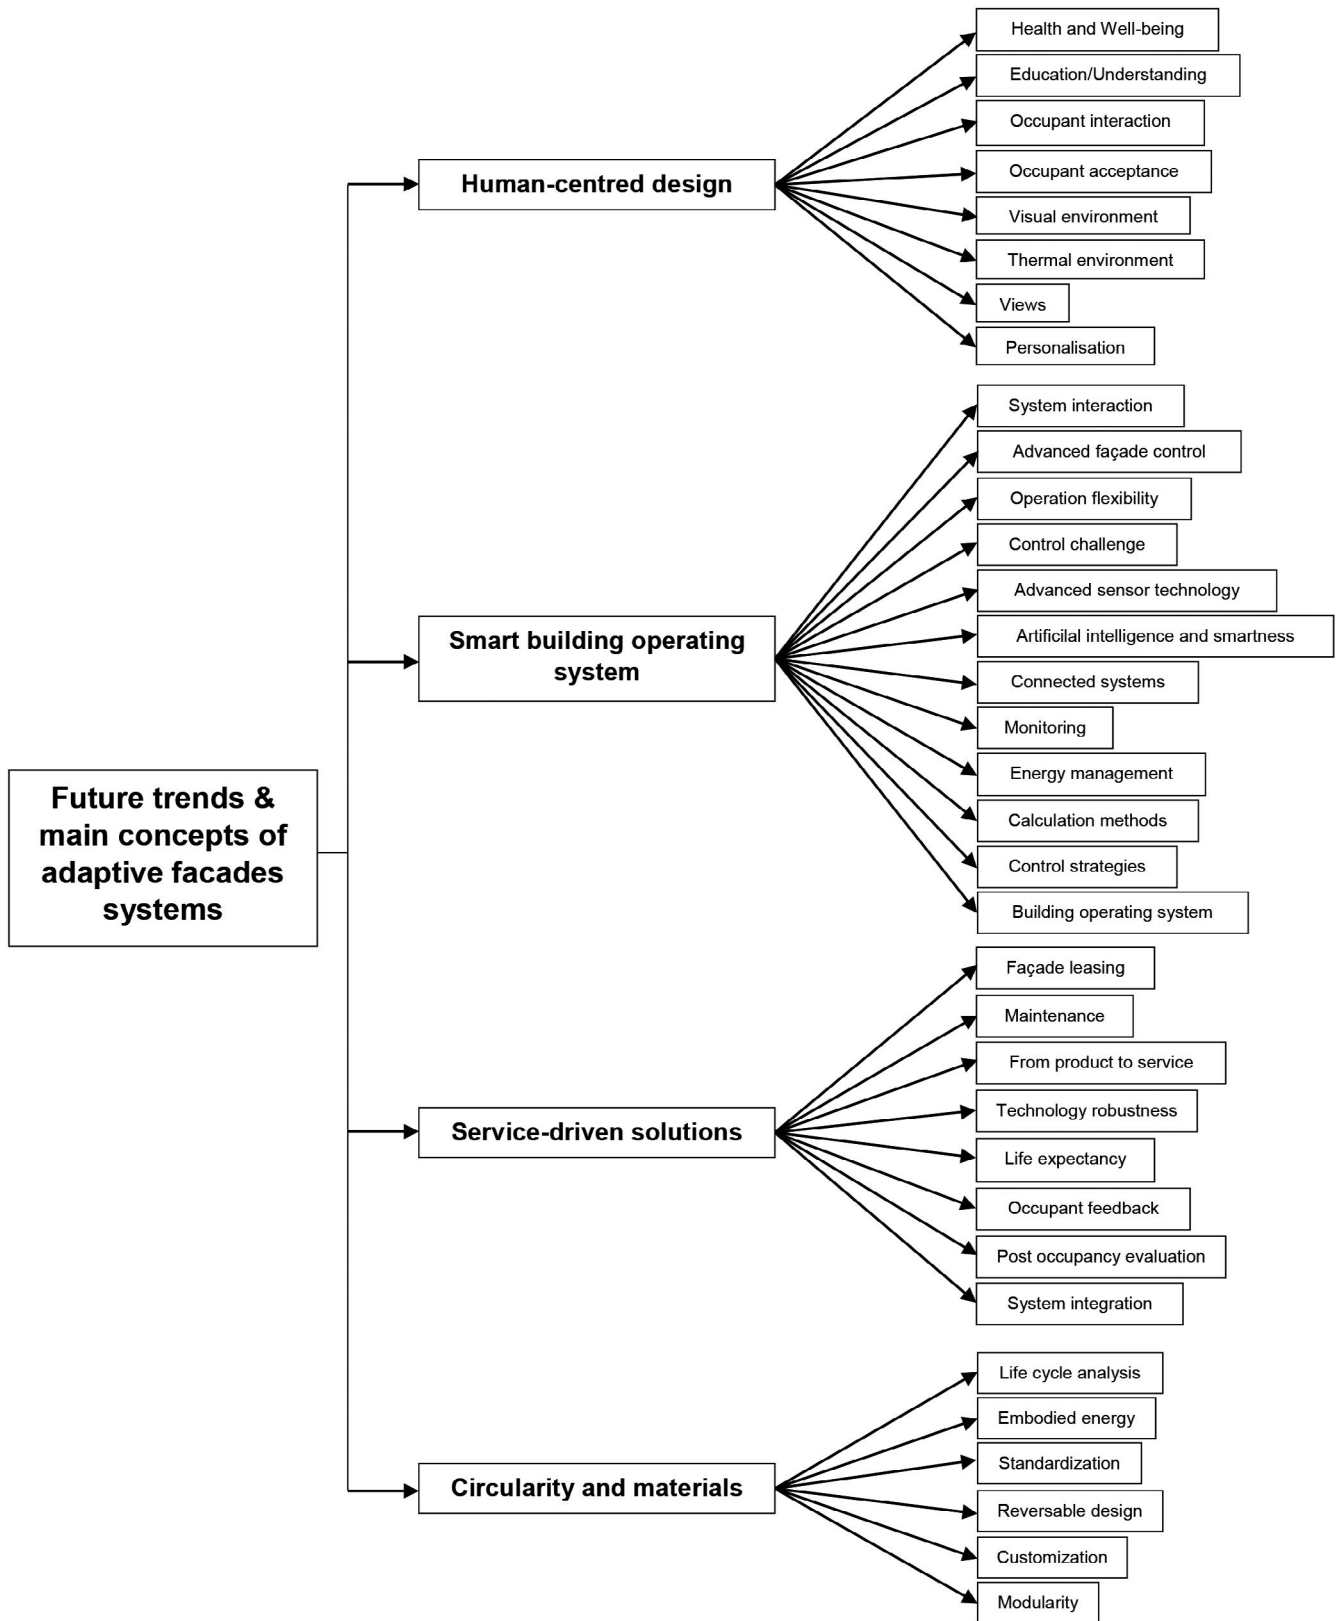 Future trends &
main concepts of
adaptive facades
systems
Human-centred design
Health and Well-being
Education/Understanding
Occupant interaction
Occupant acceptance
Visual environment
Thermal environment
Views
Personalisation
Smart building operating
system
System interaction
Advanced façade control
Operation flexibility
Control challenge
Advanced sensor technology
Artificilal intelligence and smartness
Connected systems
Monitoring
Energy management
Calculation methods
Control strategies
Building operating system
Service-driven solutions
Façade leasing
Maintenance
From product to service
Technology robustness
Life expectancy
Occupant feedback
Post occupancy evaluation
System integration
Circularity and materials
Life cycle analysis
Embodied energy
Standardization
Reversable design
Customization
Modularity